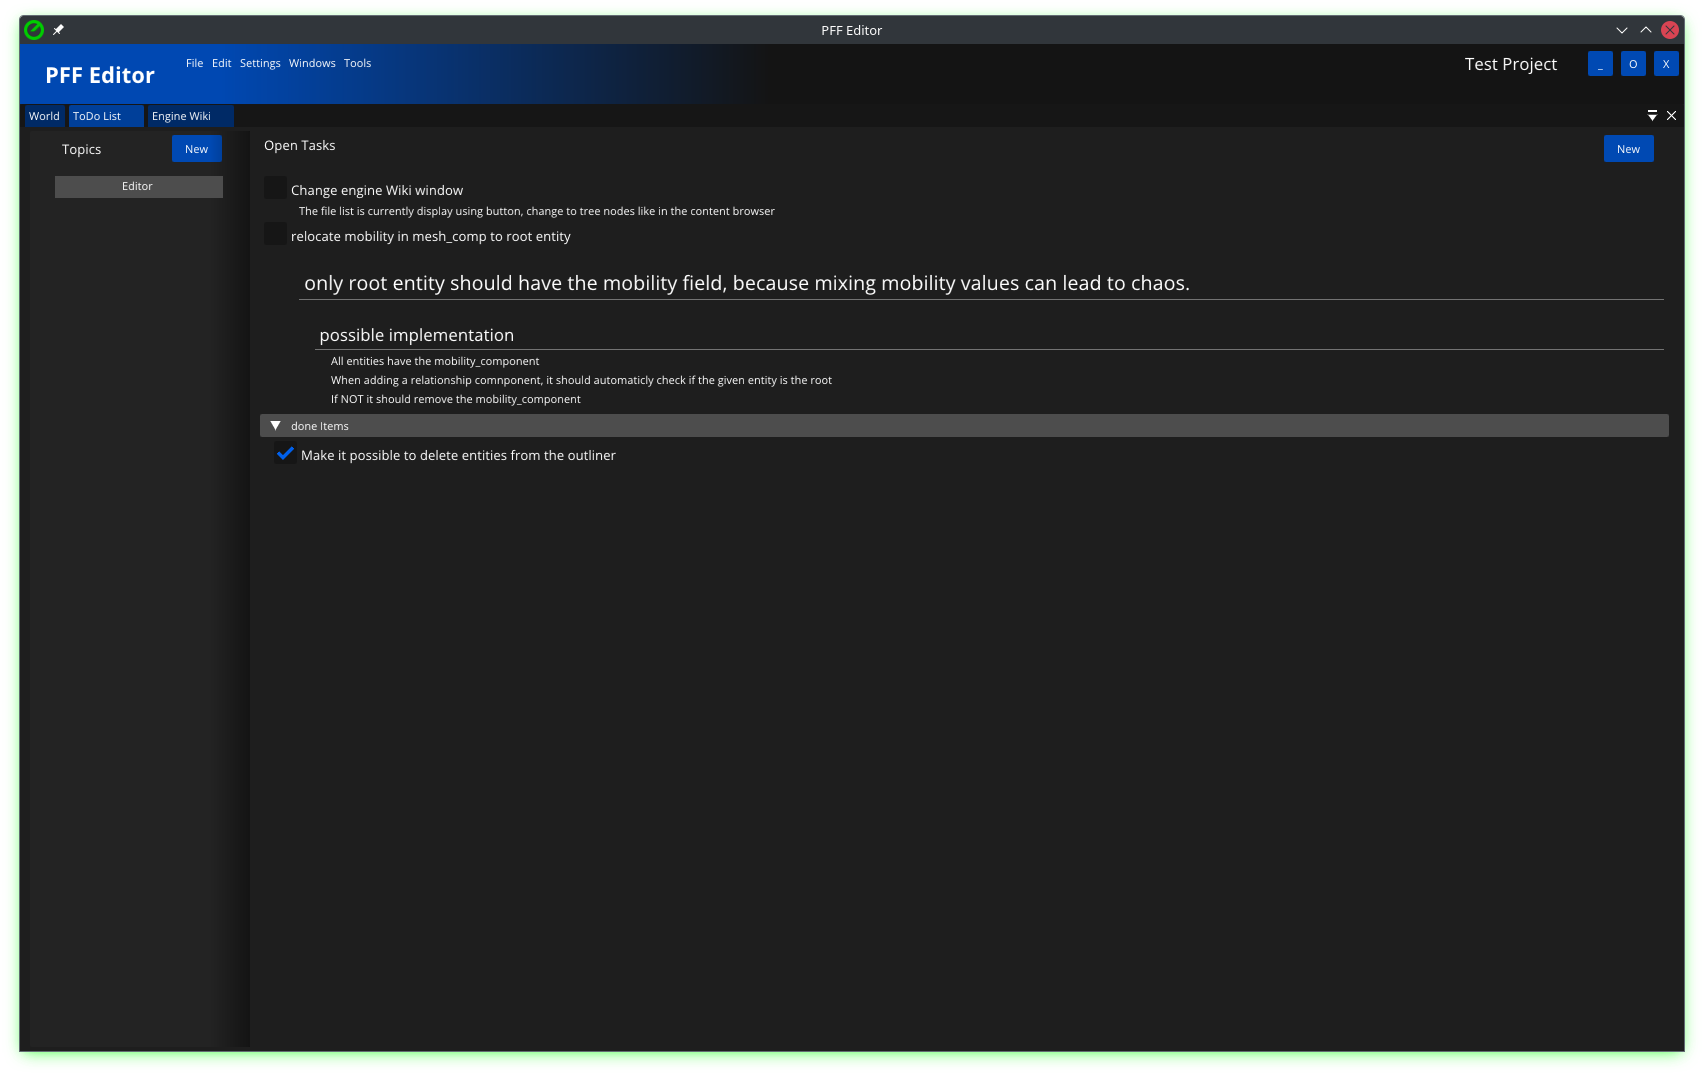 PFF Editor
PFF Editor
File Edit Settings Windows Tools
Test Project
_ O X
World ToDo List Engine Wiki
Topics
New
Editor
Open Tasks
New
Change engine Wiki window
The file list is currently display using button, change to tree nodes like in the content browser
relocate mobility in mesh_comp to root entity
only root entity should have the mobility field, because mixing mobility values can lead to chaos.
possible implementation
All entities have the mobility_component
When adding a relationship comnponent, it should automaticly check if the given entity is the root
If NOT it should remove the mobility_component
done Items
Make it possible to delete entities from the outliner